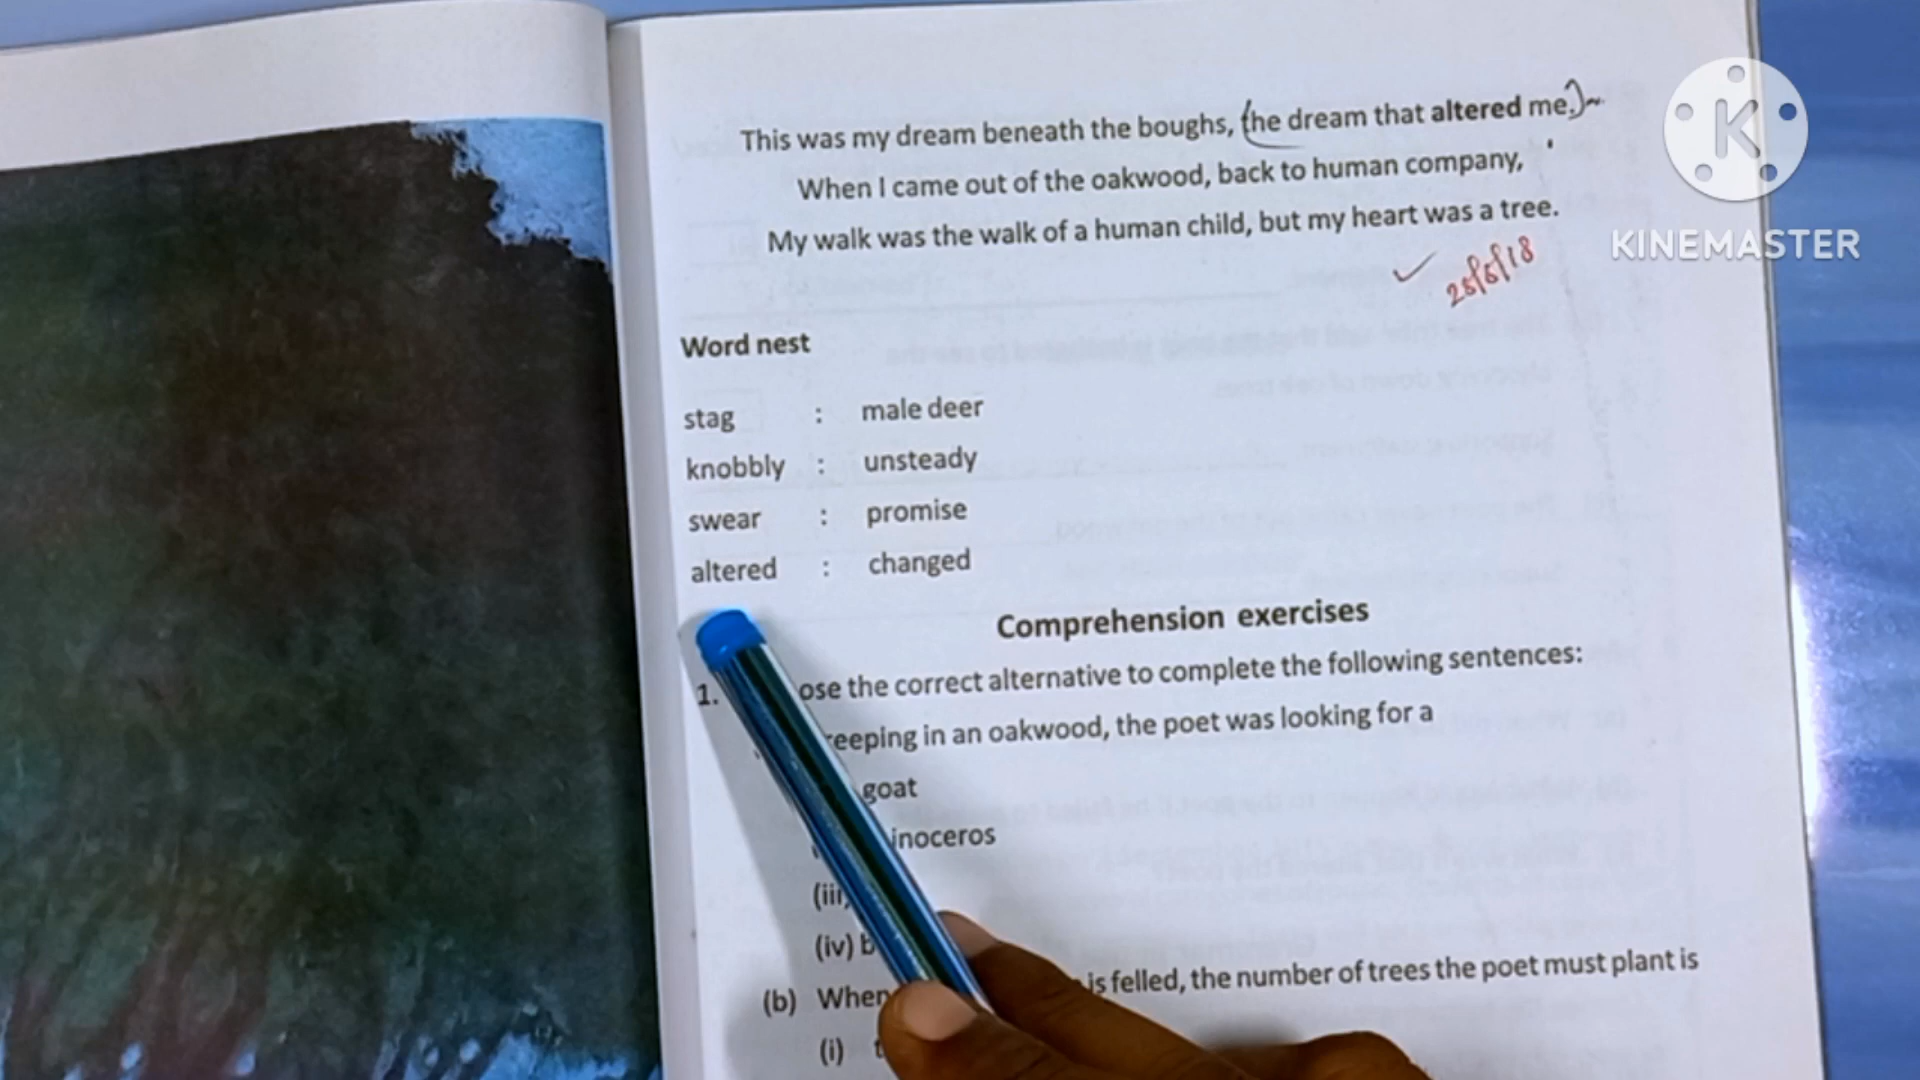 This was my dream beneath the boughs, the dream that altered me.
When I came out of the oakwood, back to human company,
My walk was the walk of a human child, but my heart was a tree.
25/5/18
Word nest
stag : male deer
knobbly : unsteady
swear : promise
altered : changed
Comprehension exercises
1. ose the correct alternative to complete the following sentences:
reeping in an oakwood, the poet was looking for a
goat
inoceros
(iii)
(iv) b
(b) When is felled, the number of trees the poet must plant is
(i) t
K
KINEMASTER